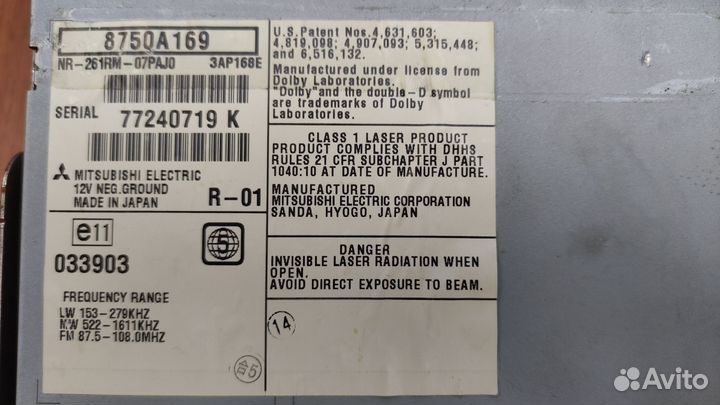 8750A169
NR-261RM-07PAJ0 3AP168E
SERIAL 77240719 K
MITSUBISHI ELECTRIC
12V NEG.GROUND
MADE IN JAPAN R-01
e11
5
033903
FREQUENCY RANGE
LW 153-279KHZ
MW 522-1611KHZ
FM 87.5-108.0MHZ
合5
U.S.Patent Nos.4,631,603;
4,819,098; 4,907,093; 5,315,448;
and 6,516,132.
Manufactured under license from
Dolby Laboratories.
"Dolby"and the double-D symbol
are trademarks of Dolby
Laboratories.
CLASS 1 LASER PRODUCT
PRODUCT COMPLIES WITH DHHS
RULES 21 CFR SUBCHAPTER J PART
1040:10 AT DATE OF MANUFACTURE.
MANUFACTURED
MITSUBISHI ELECTRIC CORPORATION
SANDA, HYOGO, JAPAN
DANGER
INVISIBLE LASER RADIATION WHEN
OPEN.
AVOID DIRECT EXPOSURE TO BEAM.
14
Avito